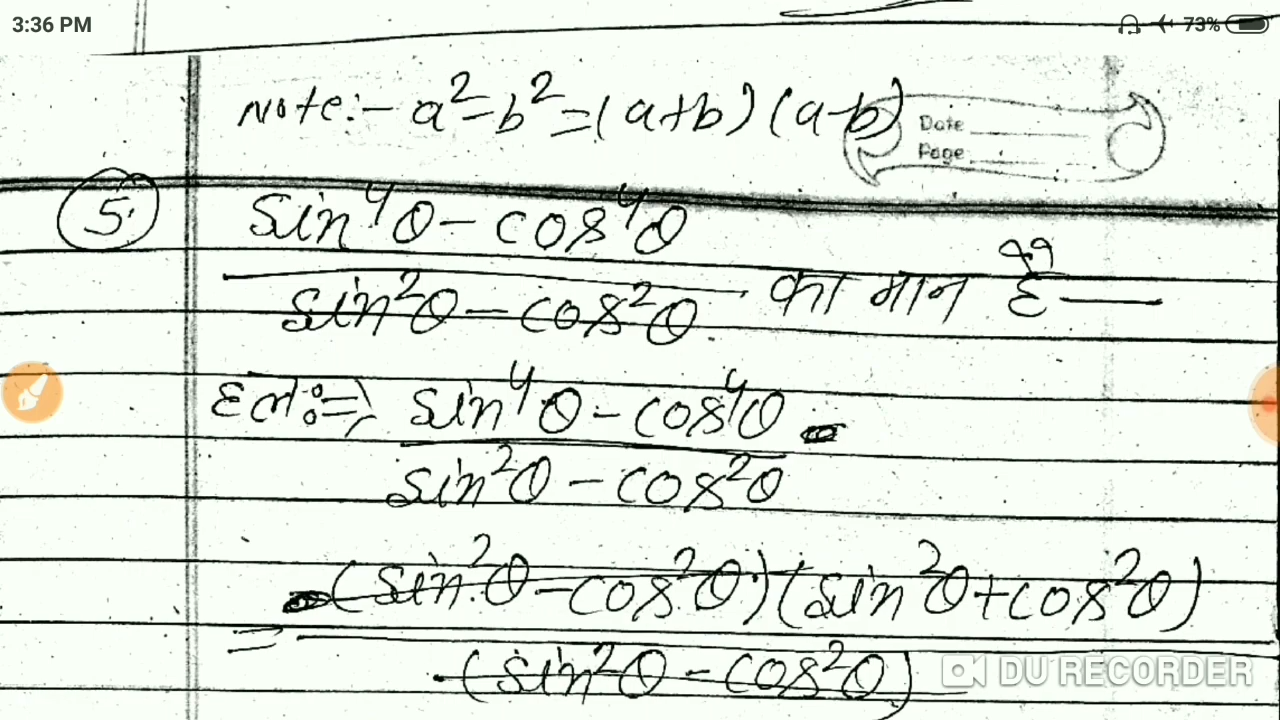 3:36 PM 73%
Note:- a²-b²=(a+b)(a-b)
Date
Page
5. sin⁴θ-cos⁴θ
sin²θ-cos²θ का मान है
हल:⇒ sin⁴θ-cos⁴θ
sin²θ-cos²θ
= (sin²θ-cos²θ)(sin²θ+cos²θ)
(sin²θ-cos²θ)
DU RECORDER